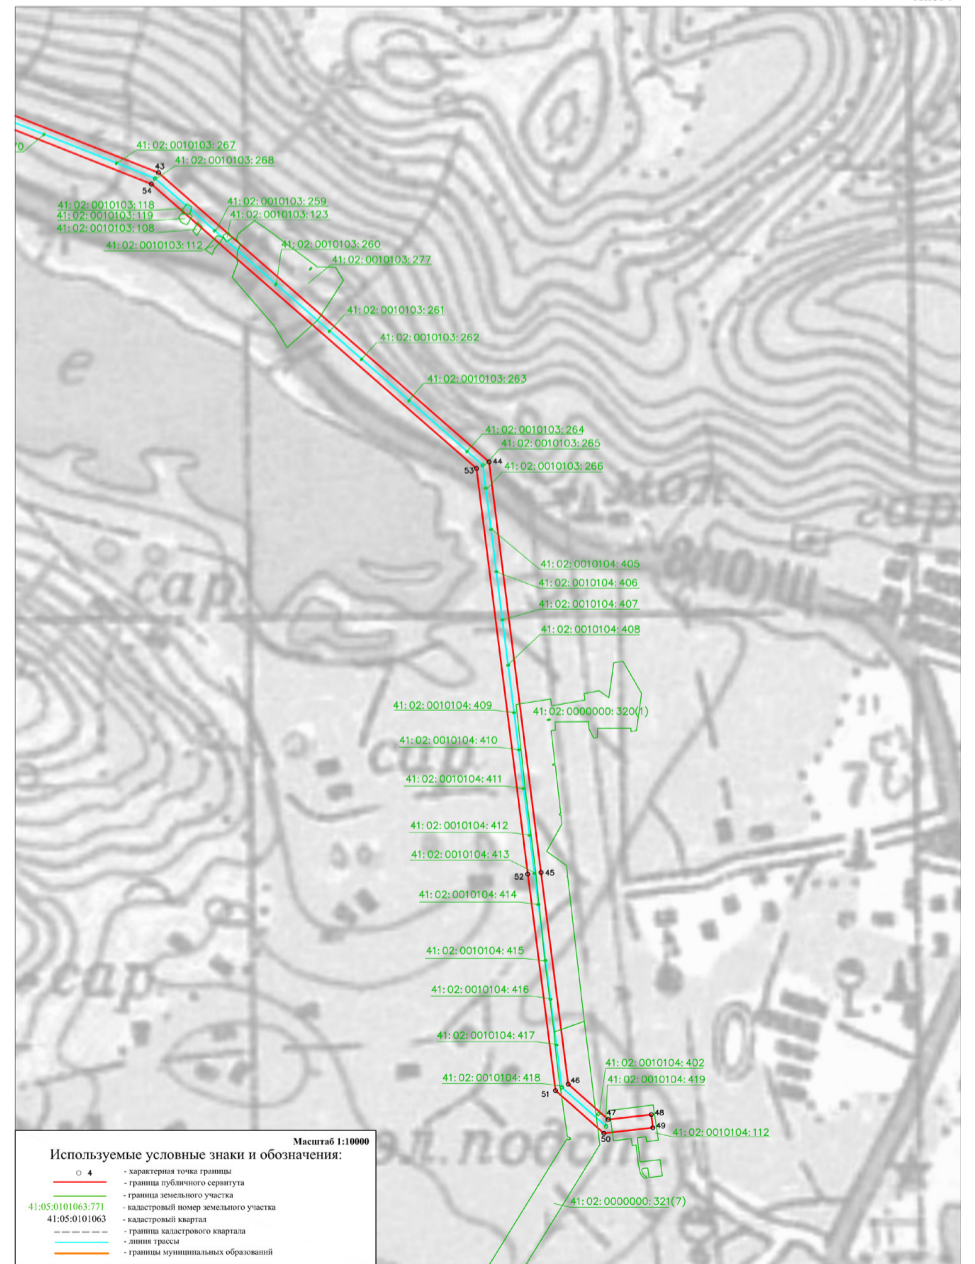 41:02:0010103:267
43
41:02:0010103:268
54
41:02:0010103:118
41:02:0010103:259
41:02:0010103:119
41:02:0010103:123
41:02:0010103:108
41:02:0010103:112
41:02:0010103:260
41:02:0010103:277
41:02:0010103:261
41:02:0010103:262
е
41:02:0010103:263
41:02:0010103:264
41:02:0010103:265
44
53
41:02:0010103:266
мол.
сар.
41:02:0010104:405
41:02:0010104:406
сар
41:02:0010104:407
41:02:0010104:408
41:02:0010104:409
41:02:0000000:320(1)
41:02:0010104:410
сар.
41:02:0010104:411
41:02:0010104:412
41:02:0010104:413
52
45
41:02:0010104:414
41:02:0010104:415
сар
41:02:0010104:416
41:02:0010104:417
41:02:0010104:402
41:02:0010104:418
46
41:02:0010104:419
51
47
48
49
50
41:02:0010104:112
подст.
41:02:0000000:321(7)
Масштаб 1:10000
Используемые условные знаки и обозначения:
4 - характерная точка границы
- граница публичного сервитута
- граница земельного участка
41:05:0101063:771 - кадастровый номер земельного участка
41:05:0101063 - кадастровый квартал
- граница кадастрового квартала
- линия трассы
- границы муниципальных образований